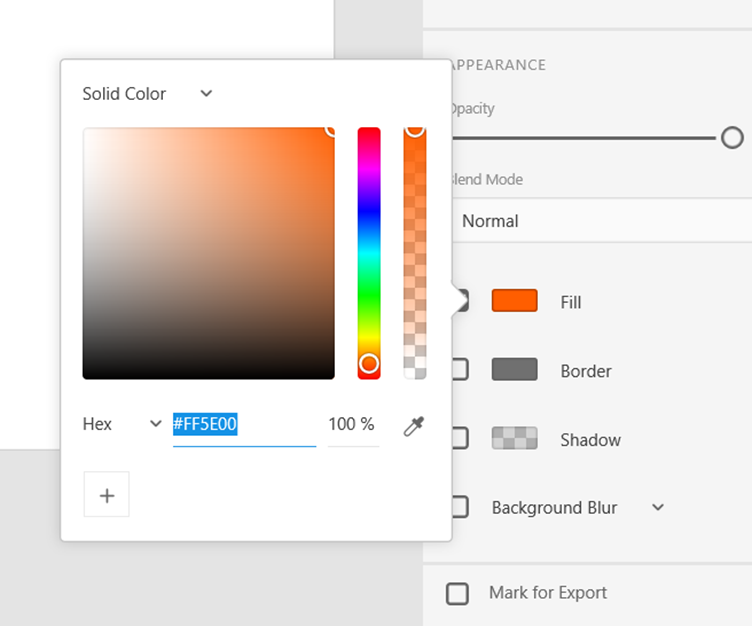 APPEARANCE
Opacity
Blend Mode
Normal
Solid Color
Hex #FF5E00 100 %
+
Fill
Border
Shadow
Background Blur
Mark for Export